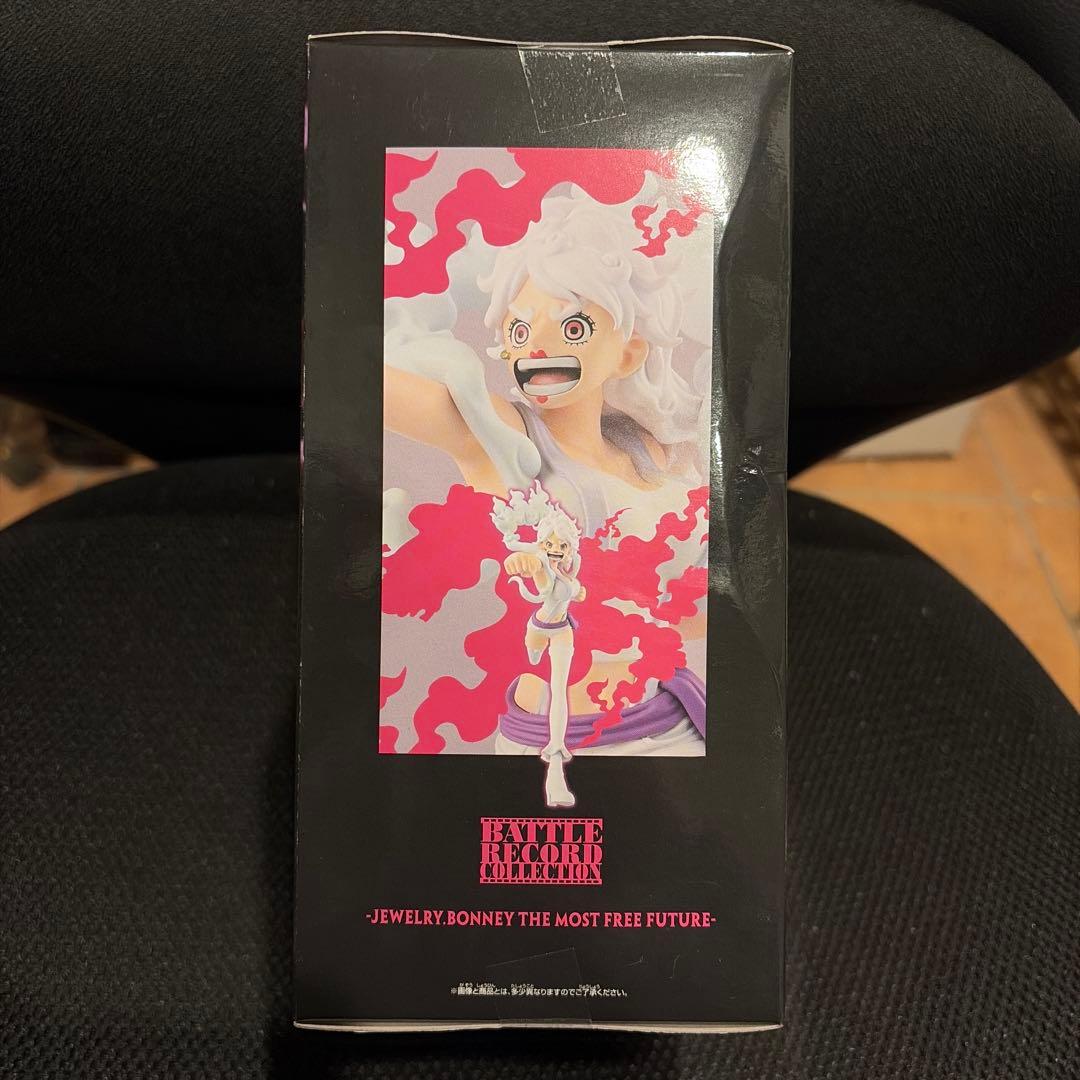 BATTLE
RECORD
COLLECTION
-JEWELRY.BONNEY THE MOST FREE FUTURE-
※画像と商品とは、多少異なりますのでご了承ください。